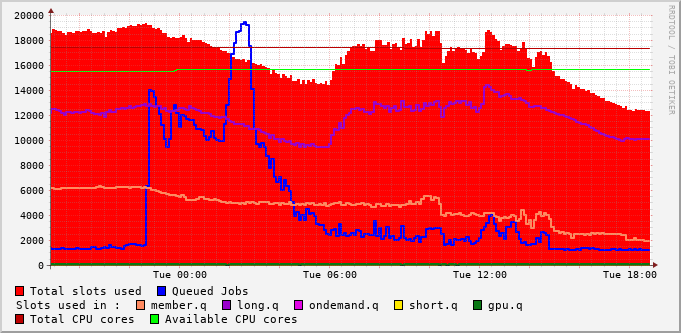 RRDTOOL / TOBI OETIKER
20000
18000
16000
14000
12000
10000
8000
6000
4000
2000
0
Tue 00:00 Tue 06:00 Tue 12:00 Tue 18:00
Total slots used Queued Jobs
Slots used in : member.q long.q ondemand.q short.q gpu.q
Total CPU cores Available CPU cores